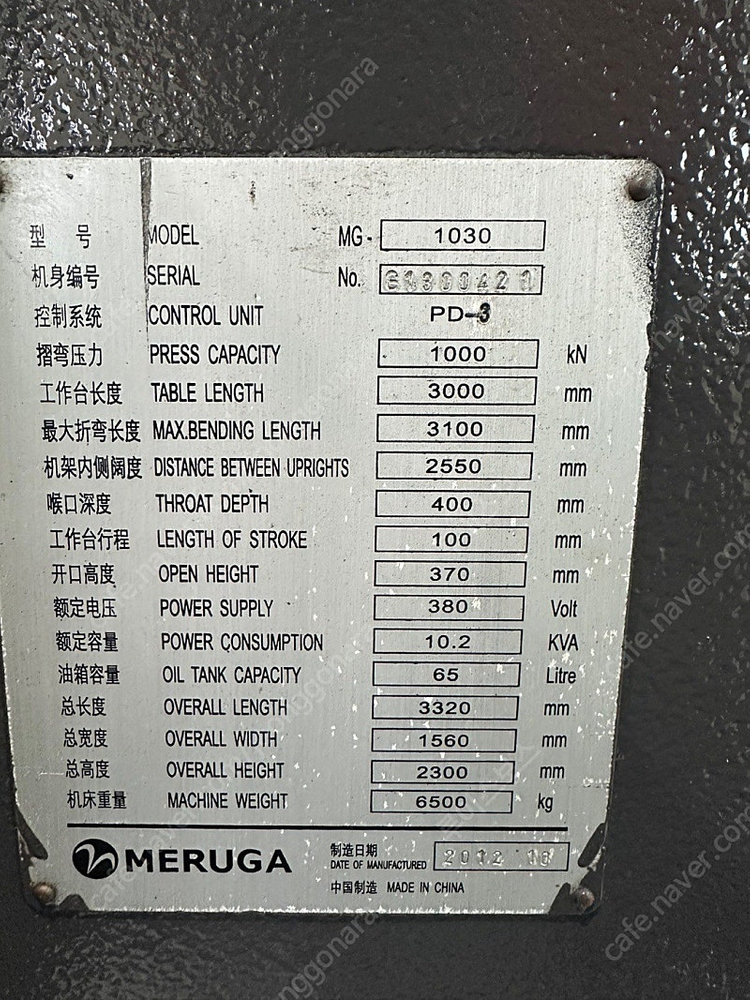 型 号 MODEL MG- 1030
机身编号 SERIAL No.
控制系统 CONTROL UNIT PD-3
摺弯压力 PRESS CAPACITY 1000 kN
工作台长度 TABLE LENGTH 3000 mm
最大折弯长度 MAX.BENDING LENGTH 3100 mm
机架内侧阔度 DISTANCE BETWEEN UPRIGHTS 2550 mm
喉口深度 THROAT DEPTH 400 mm
工作台行程 LENGTH OF STROKE 100 mm
开口高度 OPEN HEIGHT 370 mm
额定电压 POWER SUPPLY 380 Volt
额定容量 POWER CONSUMPTION 10.2 KVA
油箱容量 OIL TANK CAPACITY 65 Litre
总长度 OVERALL LENGTH 3320 mm
总宽度 OVERALL WIDTH 1560 mm
总高度 OVERALL HEIGHT 2300 mm
机床重量 MACHINE WEIGHT 6500 kg
MERUGA
制造日期
DATE OF MANUFACTURED 2012
中国制造 MADE IN CHINA
cafe.naver.com